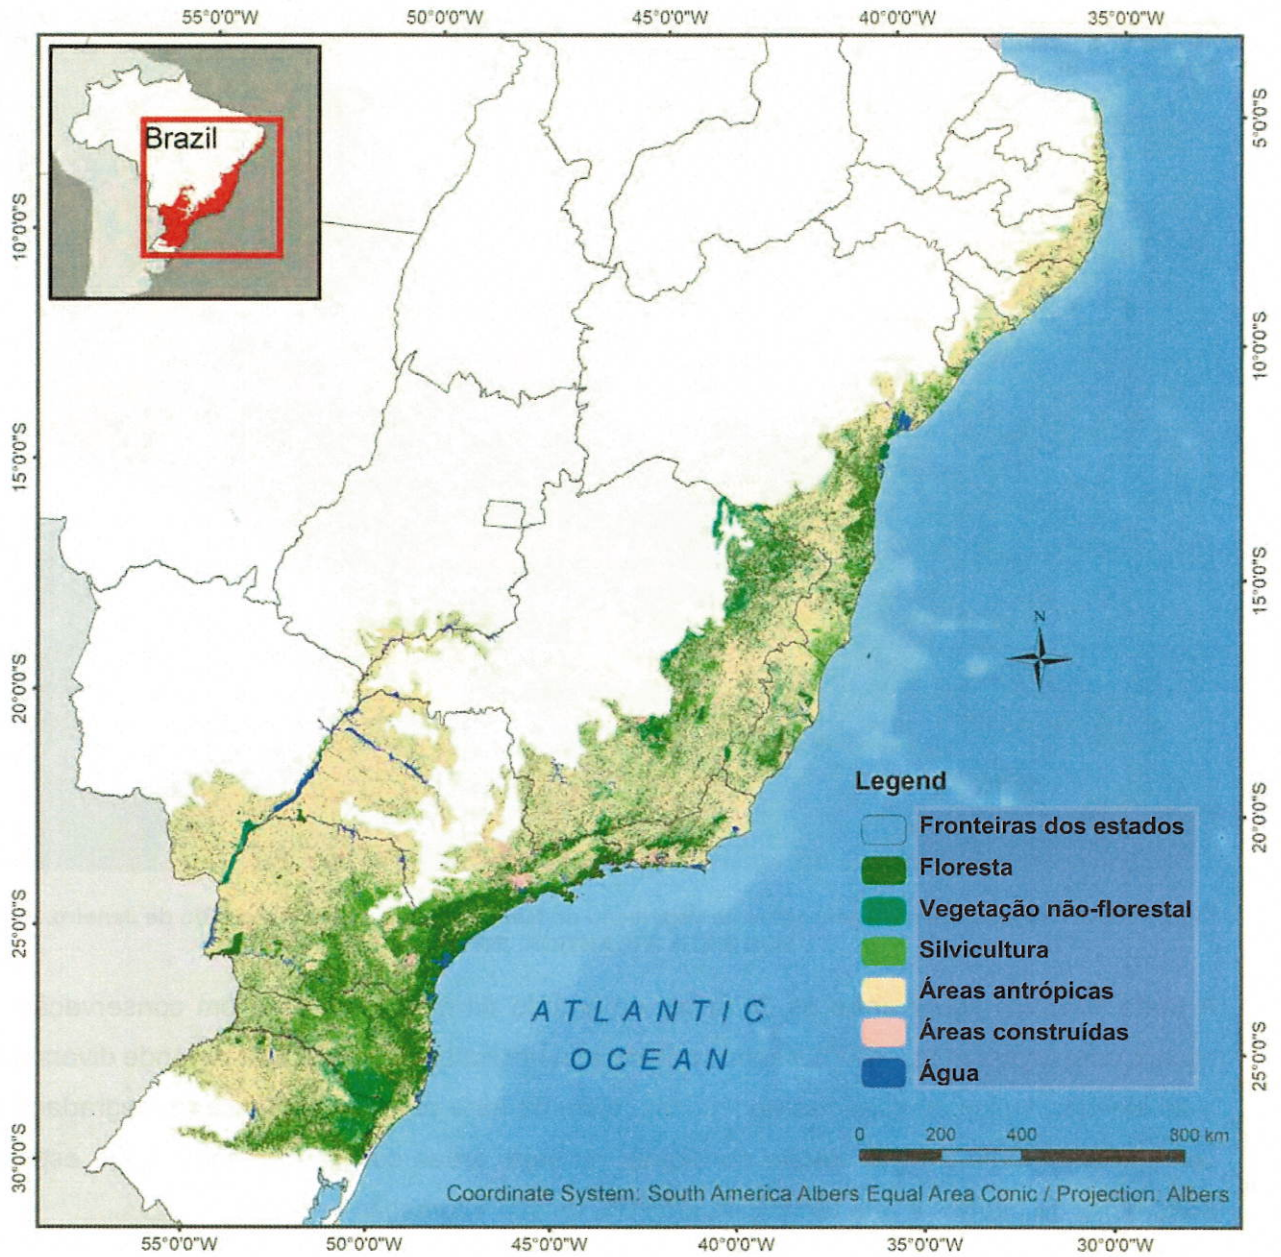 55°0'0"W 50°0'0"W 45°0'0"W 40°0'0"W 35°0'0"W
Brazil
5°0'0"S
10°0'0"S
10°0'0"S
15°0'0"S
15°0'0"S
N
20°0'0"S
Legend
Fronteiras dos estados
Floresta
Vegetação não-florestal
Silvicultura
Áreas antrópicas
Áreas construídas
Água
20°0'0"S
25°0'0"S
ATLANTIC
OCEAN
25°0'0"S
0 200 400 800 km
30°0'0"S
Coordinate System: South America Albers Equal Area Conic / Projection: Albers
55°0'0"W 50°0'0"W 45°0'0"W 40°0'0"W 35°0'0"W